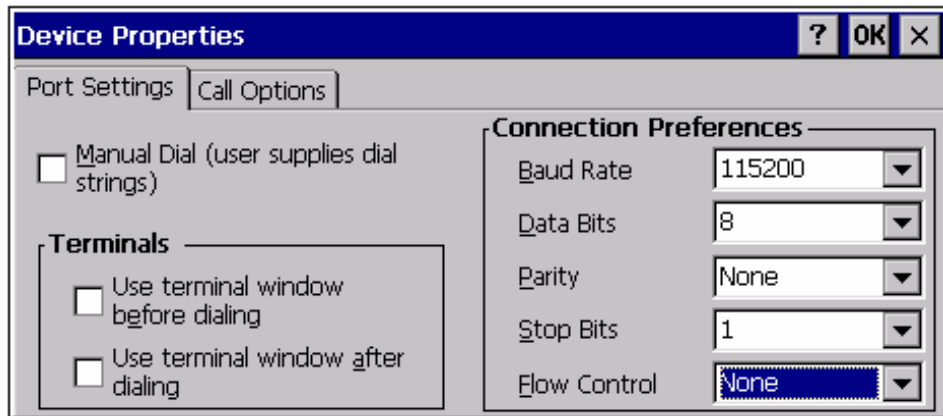 Device Properties ? OK ×
Port Settings Call Options
Manual Dial (user supplies dial
strings)
Terminals
Use terminal window
before dialing
Use terminal window after
dialing
Connection Preferences
Baud Rate 115200
Data Bits 8
Parity None
Stop Bits 1
Flow Control None